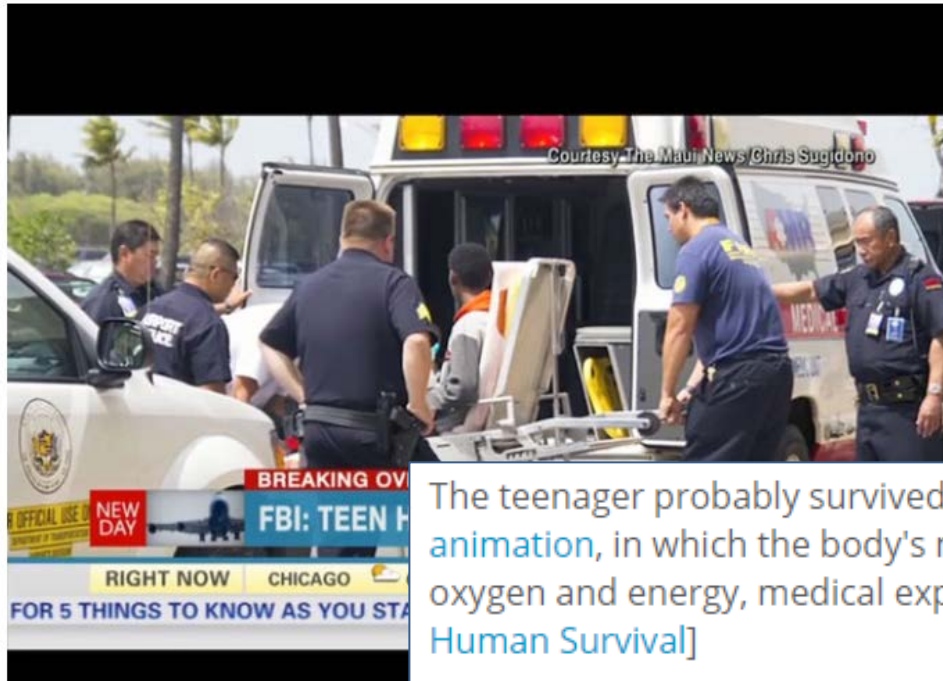 Courtesy The Maui News/Chris Sugidono
AIRPORT
POLICE
MEDICAL
OFFICIAL USE
BREAKING OV
NEW
DAY
FBI: TEEN H
RIGHT NOW
CHICAGO
FOR 5 THINGS TO KNOW AS YOU STA
The teenager probably survived
animation, in which the body's
oxygen and energy, medical exp
Human Survival]